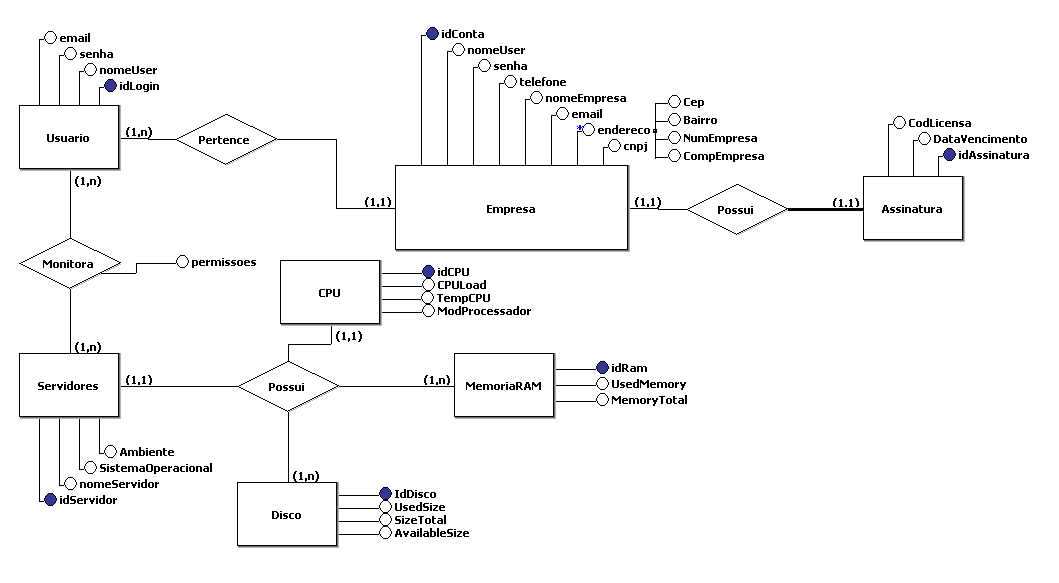 email
senha
nomeUser
idLogin
Usuario
(1,n)
Pertence
(1,1)
idConta
nomeUser
senha
telefone
nomeEmpresa
email
endereco
cnpj
Cep
Bairro
NumEmpresa
CompEmpresa
Empresa
(1,1)
Possui
(1,1)
CodLicensa
DataVencimento
idAssinatura
Assinatura
(1,n)
Monitora
permissoes
(1,n)
CPU
idCPU
CPULoad
TempCPU
ModProcessador
(1,1)
Servidores
(1,1)
Possui
(1,n)
MemoriaRAM
idRam
UsedMemory
MemoryTotal
Ambiente
SistemaOperacional
nomeServidor
idServidor
(1,n)
Disco
IdDisco
UsedSize
SizeTotal
AvailableSize